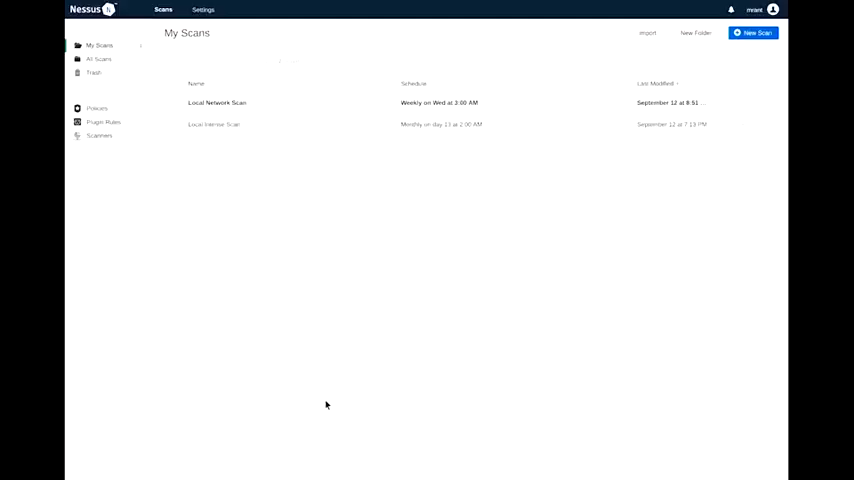 Nessus
Scans
Settings
mrant
My Scans
Import
New Folder
New Scan
My Scans
All Scans
Trash
Policies
Plugin Rules
Scanners
Name
Schedule
Last Modified
Local Network Scan
Weekly on Wed at 3:00 AM
September 12 at 8:51 ...
Local Intense Scan
Monthly on day 13 at 2:00 AM
September 12 at 7:13 PM